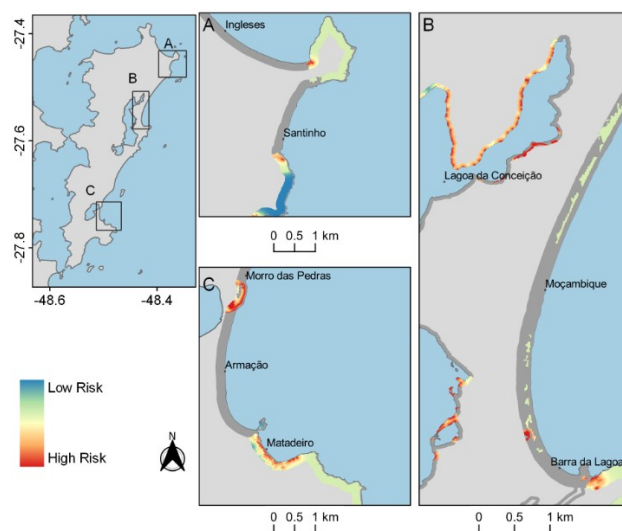 -27.4
-27.6
-27.8
-48.6
-48.4
A
B
C
Low Risk
High Risk
N
A
Ingleses
Santinho
0 0.5 1 km
C
Morro das Pedras
Armação
Matadeiro
0 0.5 1 km
B
Lagoa da Conceição
Moçambique
Barra da Lagoa
0 0.5 1 km